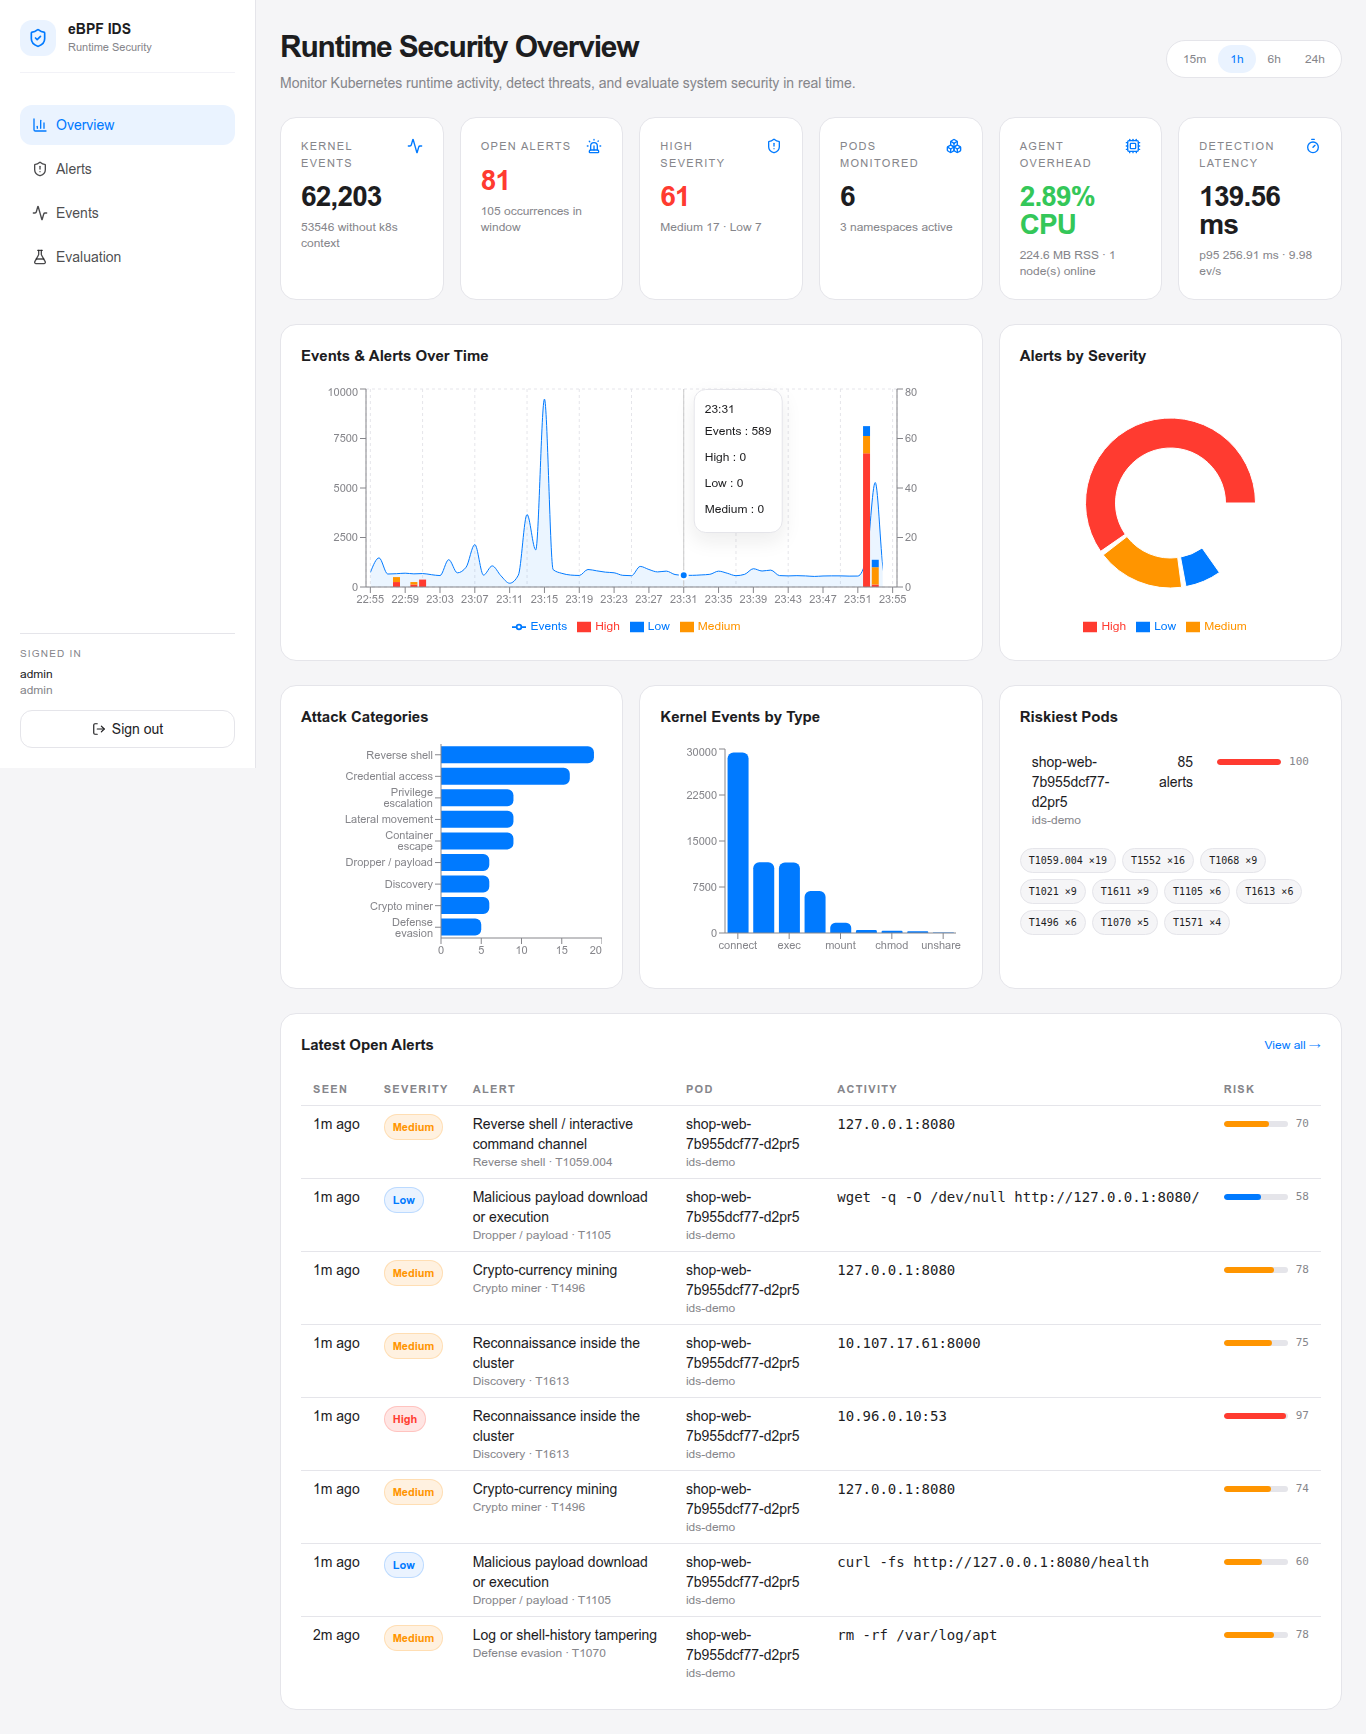 eBPF IDS
Runtime Security
Overview
Alerts
Events
Evaluation
SIGNED IN
admin
admin
Sign out
Runtime Security Overview
Monitor Kubernetes runtime activity, detect threats, and evaluate system security in real time.
15m 1h 6h 24h
KERNEL
EVENTS
62,203
53546 without k8s
context
OPEN ALERTS
81
105 occurrences in
window
HIGH
SEVERITY
61
Medium 17 · Low 7
PODS
MONITORED
6
3 namespaces active
AGENT
OVERHEAD
2.89%
CPU
224.6 MB RSS · 1
node(s) online
DETECTION
LATENCY
139.56
ms
p95 256.91 ms · 9.98
ev/s
Events & Alerts Over Time
10000
7500
5000
2500
0
80
60
40
20
0
23:31
Events : 589
High : 0
Low : 0
Medium : 0
22:55 22:59 23:03 23:07 23:11 23:15 23:19 23:23 23:27 23:31 23:35 23:39 23:43 23:47 23:51 23:55
Events High Low Medium
Alerts by Severity
High Low Medium
Attack Categories
Reverse shell
Credential access
Privilege
escalation
Lateral movement
Container
escape
Dropper / payload
Discovery
Crypto miner
Defense
evasion
0 5 10 15 20
Kernel Events by Type
30000
22500
15000
7500
0
connect exec mount chmod unshare
Riskiest Pods
shop-web-
7b955dcf77-
d2pr5
ids-demo
85
alerts
100
T1059.004 ×19 T1552 ×16 T1068 ×9
T1021 ×9 T1611 ×9 T1105 ×6 T1613 ×6
T1496 ×6 T1070 ×5 T1571 ×4
Latest Open Alerts
View all →
SEEN SEVERITY ALERT POD ACTIVITY RISK
1m ago Medium Reverse shell / interactive shop-web- 127.0.0.1:8080 70
command channel 7b955dcf77-d2pr5
Reverse shell · T1059.004 ids-demo
1m ago Low Malicious payload download shop-web- wget -q -O /dev/null http://127.0.0.1:8080/ 58
or execution 7b955dcf77-d2pr5
Dropper / payload · T1105 ids-demo
1m ago Medium Crypto-currency mining shop-web- 127.0.0.1:8080 78
Crypto miner · T1496 7b955dcf77-d2pr5
ids-demo
1m ago Medium Reconnaissance inside the shop-web- 10.107.17.61:8000 75
cluster 7b955dcf77-d2pr5
Discovery · T1613 ids-demo
1m ago High Reconnaissance inside the shop-web- 10.96.0.10:53 97
cluster 7b955dcf77-d2pr5
Discovery · T1613 ids-demo
1m ago Medium Crypto-currency mining shop-web- 127.0.0.1:8080 74
Crypto miner · T1496 7b955dcf77-d2pr5
ids-demo
1m ago Low Malicious payload download shop-web- curl -fs http://127.0.0.1:8080/health 60
or execution 7b955dcf77-d2pr5
Dropper / payload · T1105 ids-demo
2m ago Medium Log or shell-history tampering shop-web- rm -rf /var/log/apt 78
Defense evasion · T1070 7b955dcf77-d2pr5
ids-demo